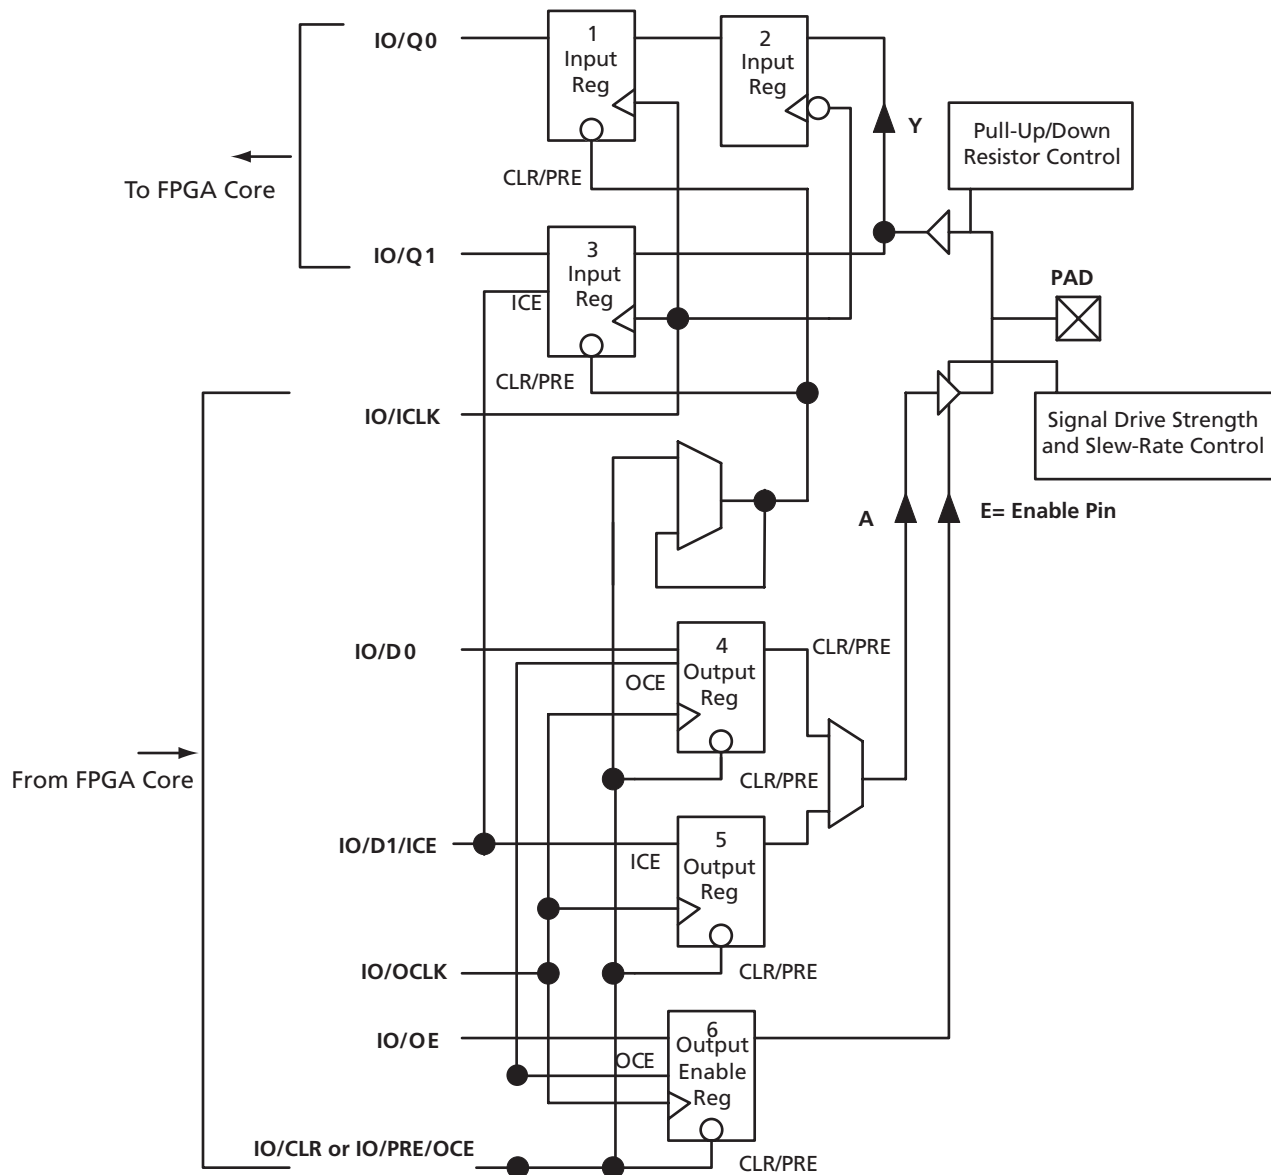 IO/Q0
1
Input
Reg
2
Input
Reg
Y
Pull-Up/Down
Resistor Control
To FPGA Core
CLR/PRE
IO/Q1
3
Input
Reg
ICE
PAD
CLR/PRE
IO/ICLK
Signal Drive Strength
and Slew-Rate Control
A
E= Enable Pin
IO/D0
4
Output
Reg
OCE
CLR/PRE
From FPGA Core
CLR/PRE
IO/D1/ICE
5
Output
Reg
ICE
IO/OCLK
CLR/PRE
IO/OE
6
Output
Enable
Reg
OCE
IO/CLR or IO/PRE/OCE
CLR/PRE